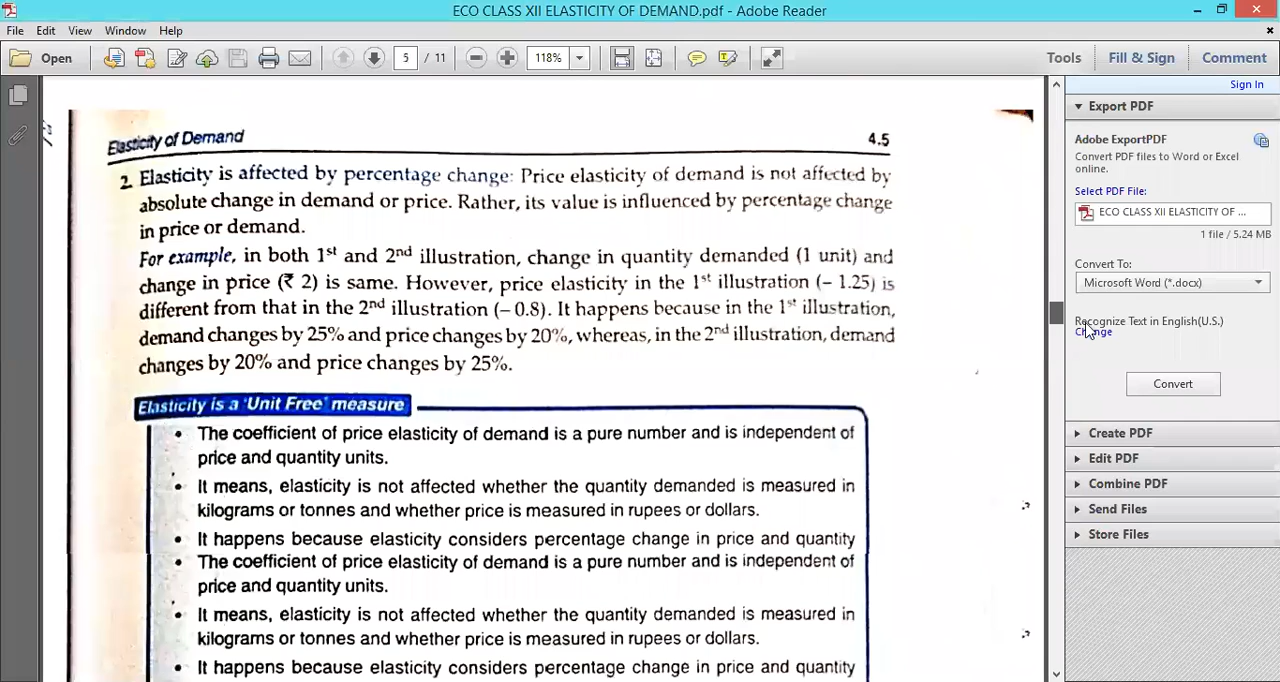 ECO CLASS XII ELASTICITY OF DEMAND.pdf - Adobe Reader
File Edit View Window Help
Open 5 / 11 118% Tools Fill & Sign Comment
Sign In
Export PDF
Adobe ExportPDF
Convert PDF files to Word or Excel
online.
Select PDF File:
ECO CLASS XII ELASTICITY OF ...
1 file / 5.24 MB
Convert To:
Microsoft Word (*.docx)
Recognize Text in English(U.S.)
Change
Convert
Create PDF
Edit PDF
Combine PDF
Send Files
Store Files
Elasticity of Demand 4.5
2. Elasticity is affected by percentage change: Price elasticity of demand is not affected by
absolute change in demand or price. Rather, its value is influenced by percentage change
in price or demand.
For example, in both 1st and 2nd illustration, change in quantity demanded (1 unit) and
change in price (₹ 2) is same. However, price elasticity in the 1st illustration (– 1.25) is
different from that in the 2nd illustration (– 0.8). It happens because in the 1st illustration,
demand changes by 25% and price changes by 20%, whereas, in the 2nd illustration, demand
changes by 20% and price changes by 25%.
Elasticity is a 'Unit Free' measure
• The coefficient of price elasticity of demand is a pure number and is independent of
price and quantity units.
• It means, elasticity is not affected whether the quantity demanded is measured in
kilograms or tonnes and whether price is measured in rupees or dollars.
• It happens because elasticity considers percentage change in price and quantity
• The coefficient of price elasticity of demand is a pure number and is independent of
price and quantity units.
• It means, elasticity is not affected whether the quantity demanded is measured in
kilograms or tonnes and whether price is measured in rupees or dollars.
• It happens because elasticity considers percentage change in price and quantity